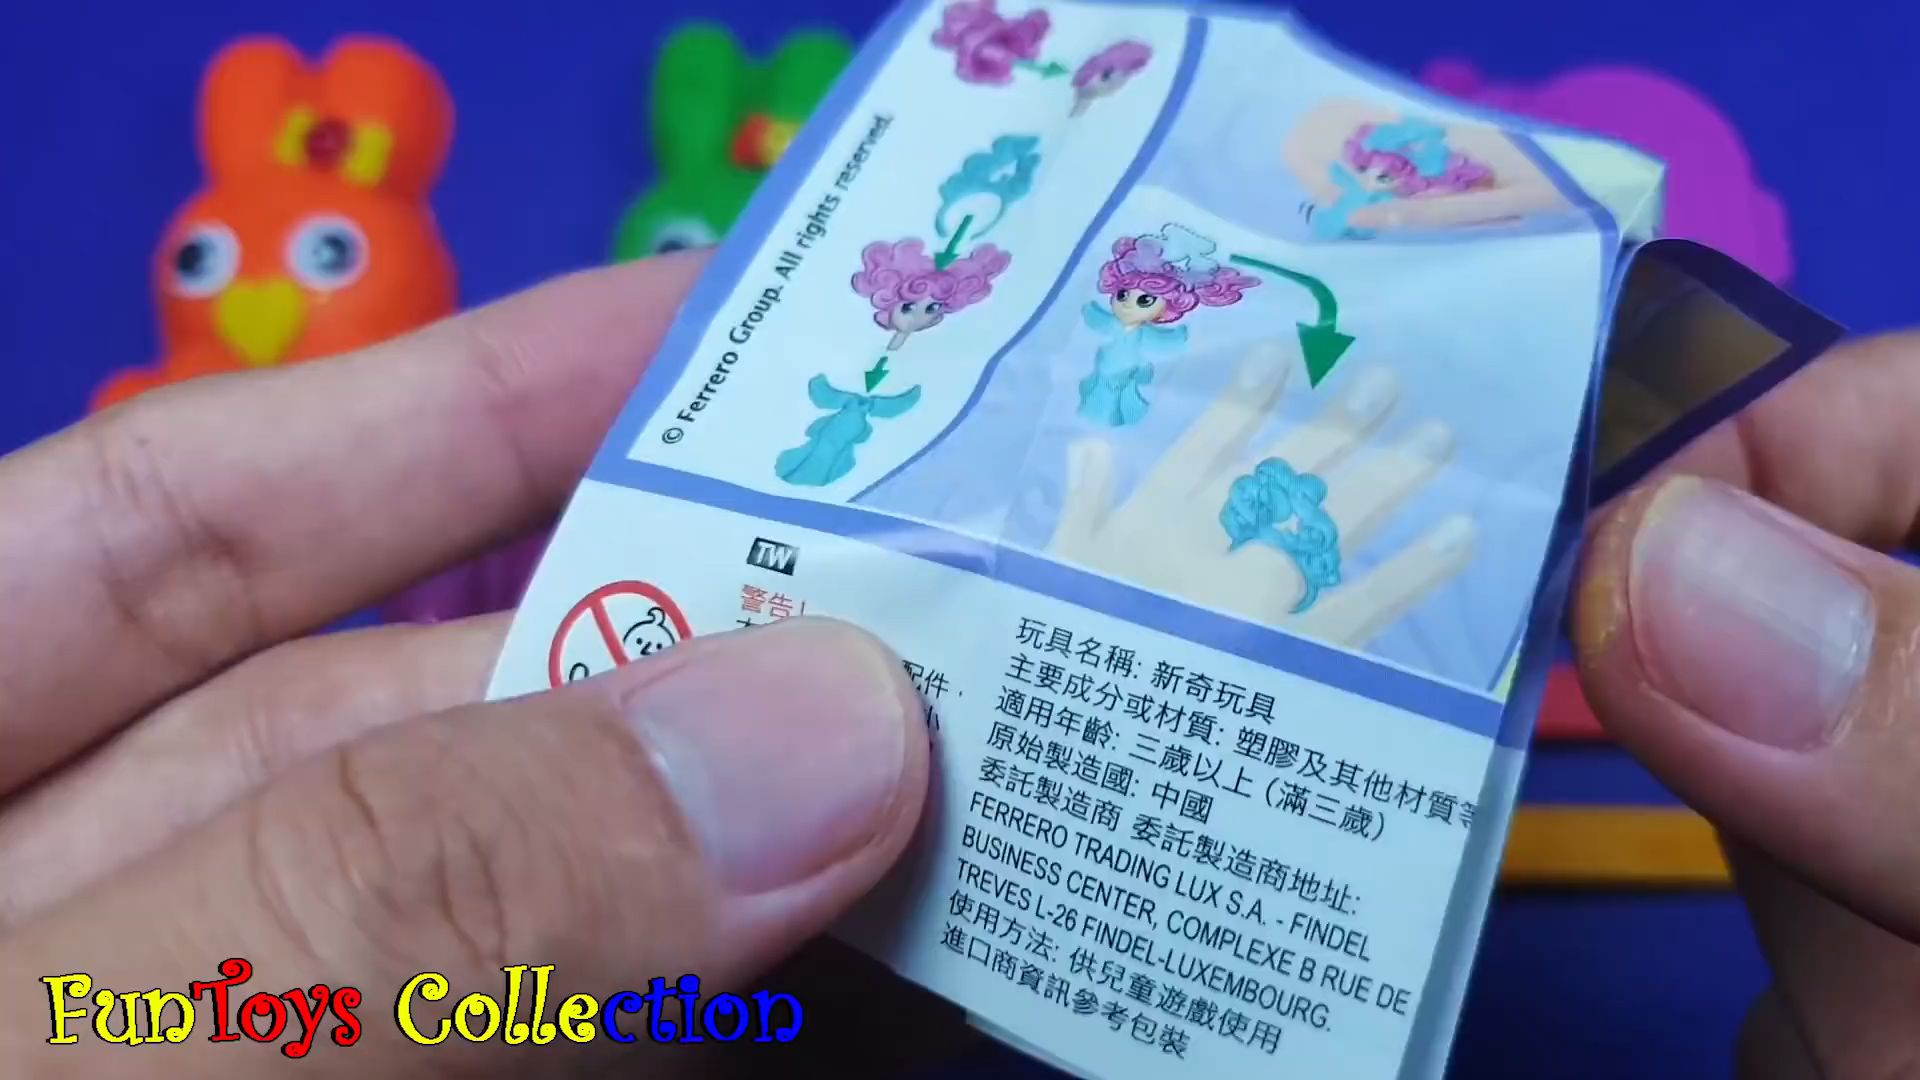 © Ferrero Group. All rights reserved.
TW
警告!
配件
小
玩具名稱: 新奇玩具
主要成分或材質: 塑膠及其他材質等
適用年齡: 三歲以上 (滿三歲)
原始製造國: 中國
委託製造商 委託製造商地址:
FERRERO TRADING LUX S.A. - FINDEL
BUSINESS CENTER, COMPLEXE B RUE DE
TREVES L-26 FINDEL-LUXEMBOURG.
使用方法: 供兒童遊戲使用
進口商資訊參考包裝
FunToys Collection